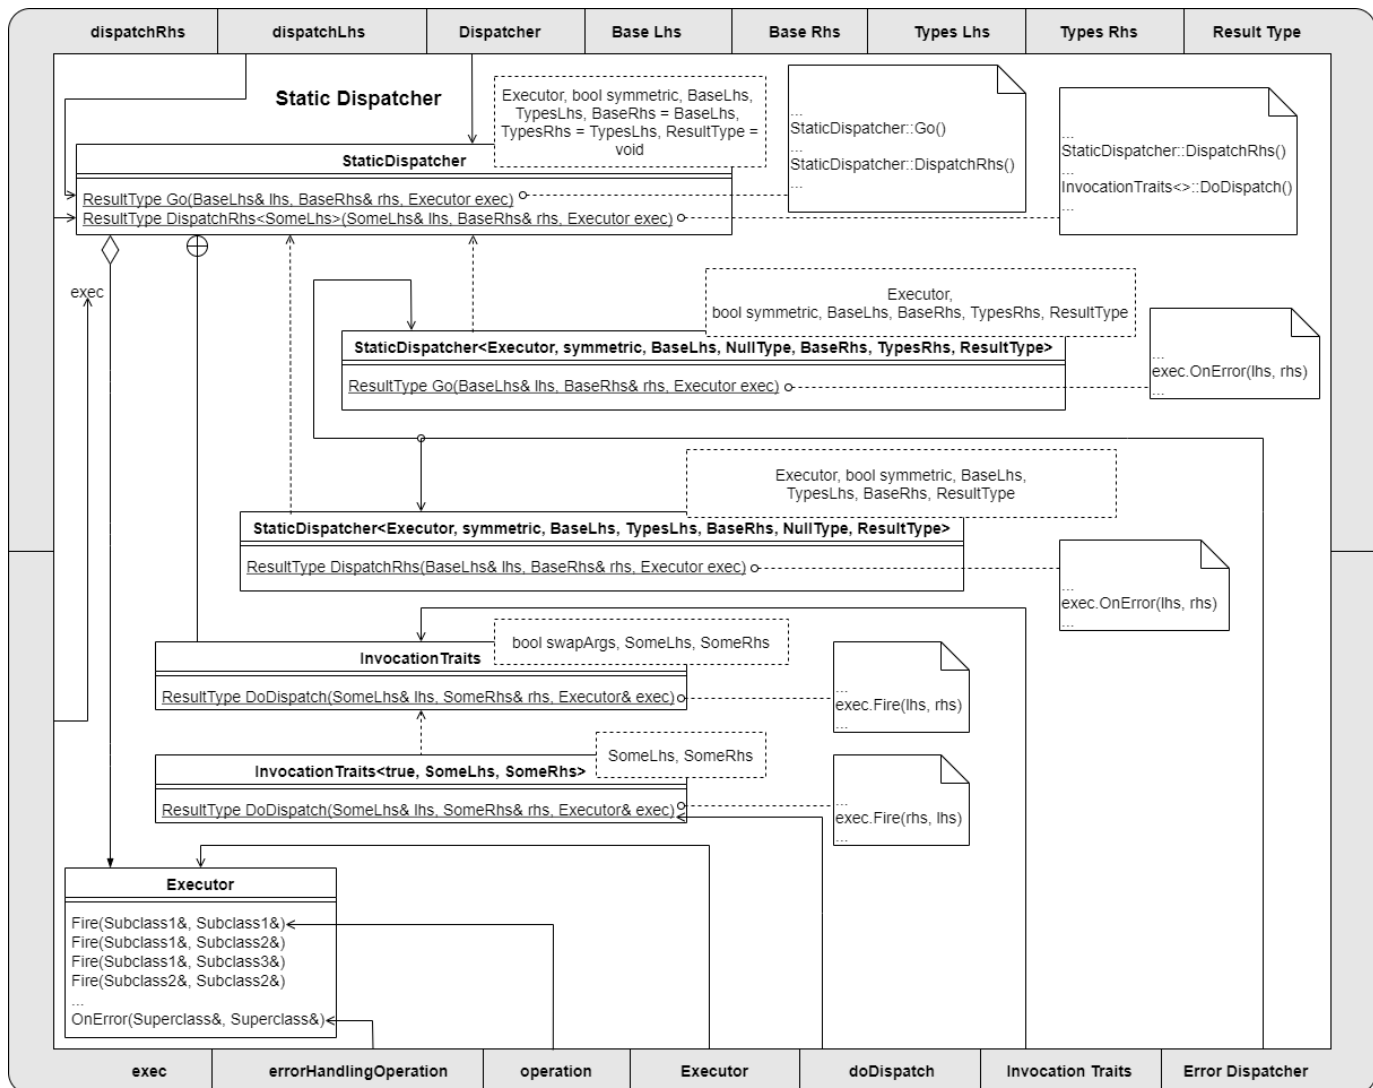 dispatchRhs
dispatchLhs
Dispatcher
Base Lhs
Base Rhs
Types Lhs
Types Rhs
Result Type
Static Dispatcher
Executor, bool symmetric, BaseLhs,
TypesLhs, BaseRhs = BaseLhs,
TypesRhs = TypesLhs, ResultType =
void
...
StaticDispatcher::Go()
...
StaticDispatcher::DispatchRhs()
...
...
StaticDispatcher::DispatchRhs()
...
InvocationTraits<>::DoDispatch()
...
StaticDispatcher
ResultType Go(BaseLhs& lhs, BaseRhs& rhs, Executor exec)
ResultType DispatchRhs<SomeLhs>(SomeLhs& lhs, BaseRhs& rhs, Executor exec)
exec
Executor,
bool symmetric, BaseLhs, BaseRhs, TypesRhs, ResultType
StaticDispatcher<Executor, symmetric, BaseLhs, NullType, BaseRhs, TypesRhs, ResultType>
ResultType Go(BaseLhs& lhs, BaseRhs& rhs, Executor exec)
...
exec.OnError(lhs, rhs)
...
Executor, bool symmetric, BaseLhs,
TypesLhs, BaseRhs, ResultType
StaticDispatcher<Executor, symmetric, BaseLhs, TypesLhs, BaseRhs, NullType, ResultType>
ResultType DispatchRhs(BaseLhs& lhs, BaseRhs& rhs, Executor exec)
...
exec.OnError(lhs, rhs)
...
bool swapArgs, SomeLhs, SomeRhs
InvocationTraits
ResultType DoDispatch(SomeLhs& lhs, SomeRhs& rhs, Executor& exec)
...
exec.Fire(lhs, rhs)
...
SomeLhs, SomeRhs
InvocationTraits<true, SomeLhs, SomeRhs>
ResultType DoDispatch(SomeLhs& lhs, SomeRhs& rhs, Executor& exec)
...
exec.Fire(rhs, lhs)
...
Executor
Fire(Subclass1&, Subclass1&)
Fire(Subclass1&, Subclass2&)
Fire(Subclass1&, Subclass3&)
Fire(Subclass2&, Subclass2&)
...
OnError(Superclass&, Superclass&)
exec
errorHandlingOperation
operation
Executor
doDispatch
Invocation Traits
Error Dispatcher